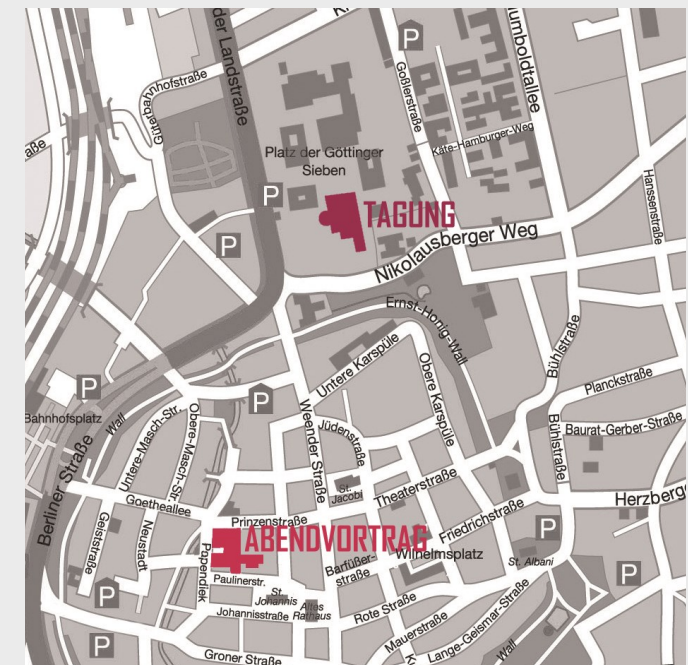 der Landstraße
P
Goßlerstraße
umboldtallee
Güterbahnhofstraße
aße
Platz der Göttinger
Sieben
Käte-Hamburger-Weg
Hanssenstraße
P
TAGUNG
P
Nikolausberger Weg
Ernst-Honig-Wall
Bühlstraße
Untere Karspüle
Obere Karspüle
Planckstraße
P
P
Bahnhofsplatz
Wall
Untere-Masch-Str.
Obere-Masch-Str.
Weender Straße
Jüdenstraße
Bühlstraße
Baurat-Gerber-Straße
Berliner Straße
St.
Jacobi
Theaterstraße
Goetheallee
Herzberg
Geiststraße
Neustadt
Prinzenstraße
Friedrichstraße
P
ABENDVORTRAG
Wilhelmsplatz
St. Albani
Papendiek
Barfüßer-
straße
Paulinerstr.
P
P
St.
Johannis
Altes
Rathaus
Johannisstraße
Rote Straße
Mauerstraße
Lange-Geismar-Straße
Wall
P
Groner Straße